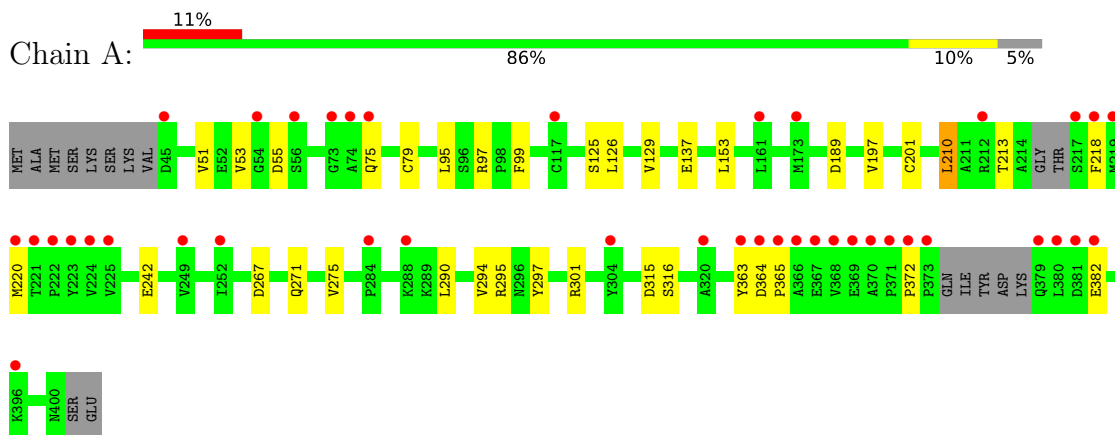 11%
Chain A:
86% 10% 5%
MET ALA MET SER LYS SER LYS VAL D45 V51 E52 V53 G54 D55 S56 G73 A74 Q75 C79 L95 S96 R97 P98 F99 C117 S125 L126 V129 E137 L153 L161 M173 D189 V197 C201 L210 A211 R212 T213 A214 GLY THR S217 F218 M219
M220 T221 P222 Y223 V224 V225 E242 V249 I252 D267 Q271 V275 P284 K288 K289 L290 V294 R295 N296 Y297 R301 Y304 D315 S316 A320 Y363 D364 P365 A366 E367 V368 E369 A370 P371 P372 P373 GLN ILE TYR ASP LYS Q379 L380 D381 E382
K396 N400 SER GLU